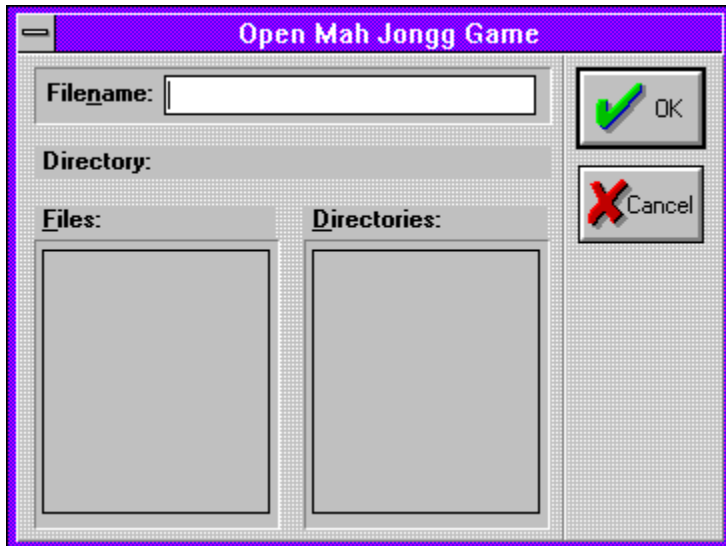 Open Mah Jongg Game
Filename:
OK
Directory:
Cancel
Files:
Directories: